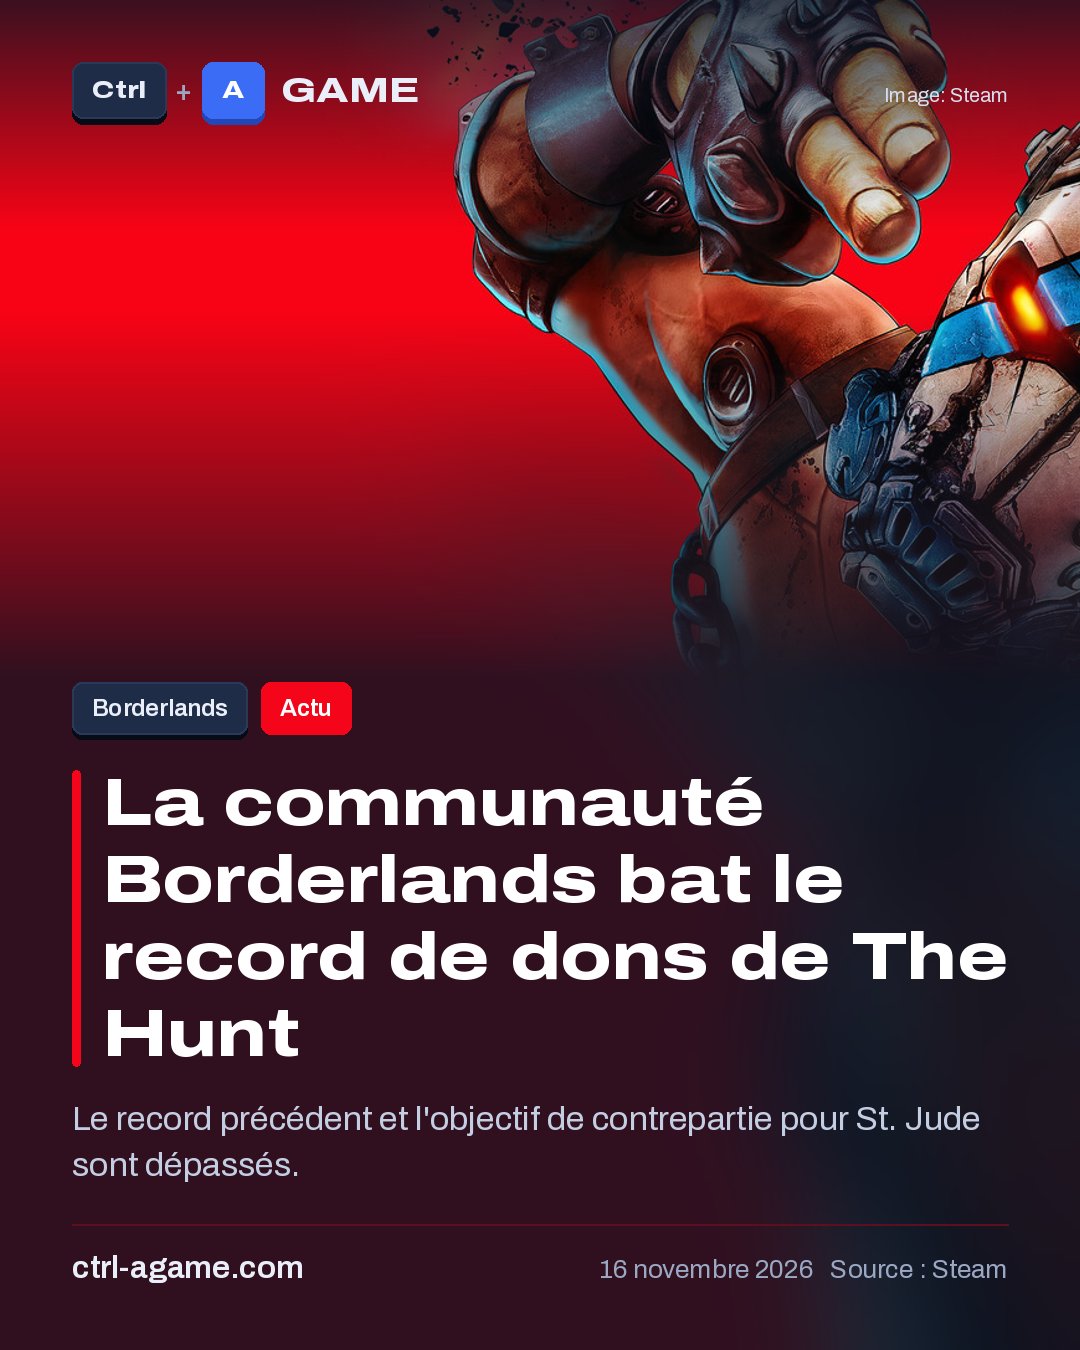 Ctrl + A GAME
Image: Steam
Borderlands Actu
La communauté
Borderlands bat le
record de dons de The
Hunt
Le record précédent et l'objectif de contrepartie pour St. Jude
sont dépassés.
ctrl-agame.com
16 novembre 2026 Source : Steam